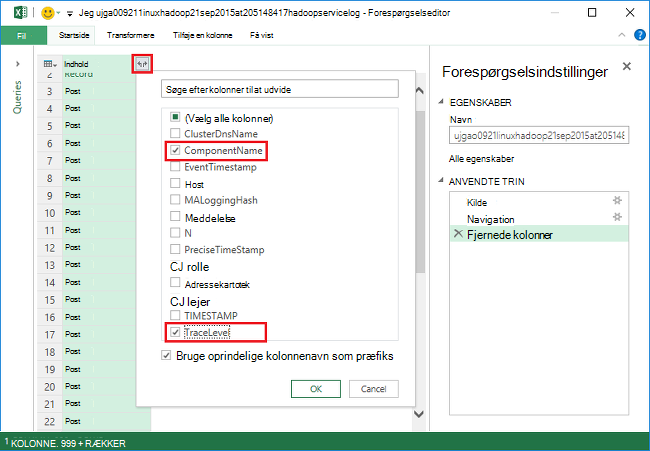 Jeg ujga009211inuxhadoop21sep2015at205148417hadoopservicelog - Forespørgselseditor
Fil Startside Transformere Tilføje en kolonne Få vist
Queries
Indhold
2 Record
3 Post
4 Post
5 Post
6 Post
7 Post
8 Post
9 Post
10 Post
11 Post
12 Post
13 Post
14 Post
15 Post
16 Post
17 Post
18 Post
19 Post
20 Post
21 Post
22 Post
Søge efterkolonner tilat udvide
(Vælg alle kolonner)
ClusterDnsName
ComponentName
EventTimestamp
Host
MALoggingHash
Meddelelse
N
PreciseTimeStamp
CJ rolle
Adressekartotek
CJ lejer
TIMESTAMP
TraceLevel
Bruge oprindelige kolonnenavn som præfiks
OK Cancel
Forespørgselsindstillinger
EGENSKABER
Navn
ujgao0921linuxhadoop21sep2015at205148
Alle egenskaber
ANVENDTE TRIN
Kilde
Navigation
Fjernede kolonner
1 KOLONNE. 999 + RÆKKER